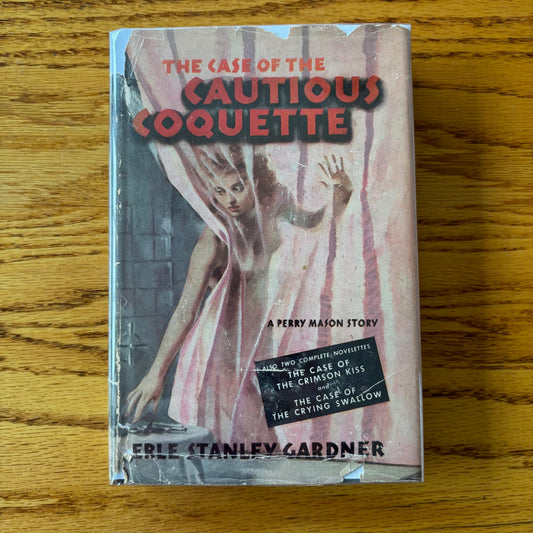 THE CASE OF THE
CAUTIOUS
COQUETTE
A PERRY MASON STORY
ALSO TWO COMPLETE NOVELETTES
THE CASE OF
THE CRIMSON KISS
and
THE CASE OF
THE CRYING SWALLOW
ERLE STANLEY GARDNER